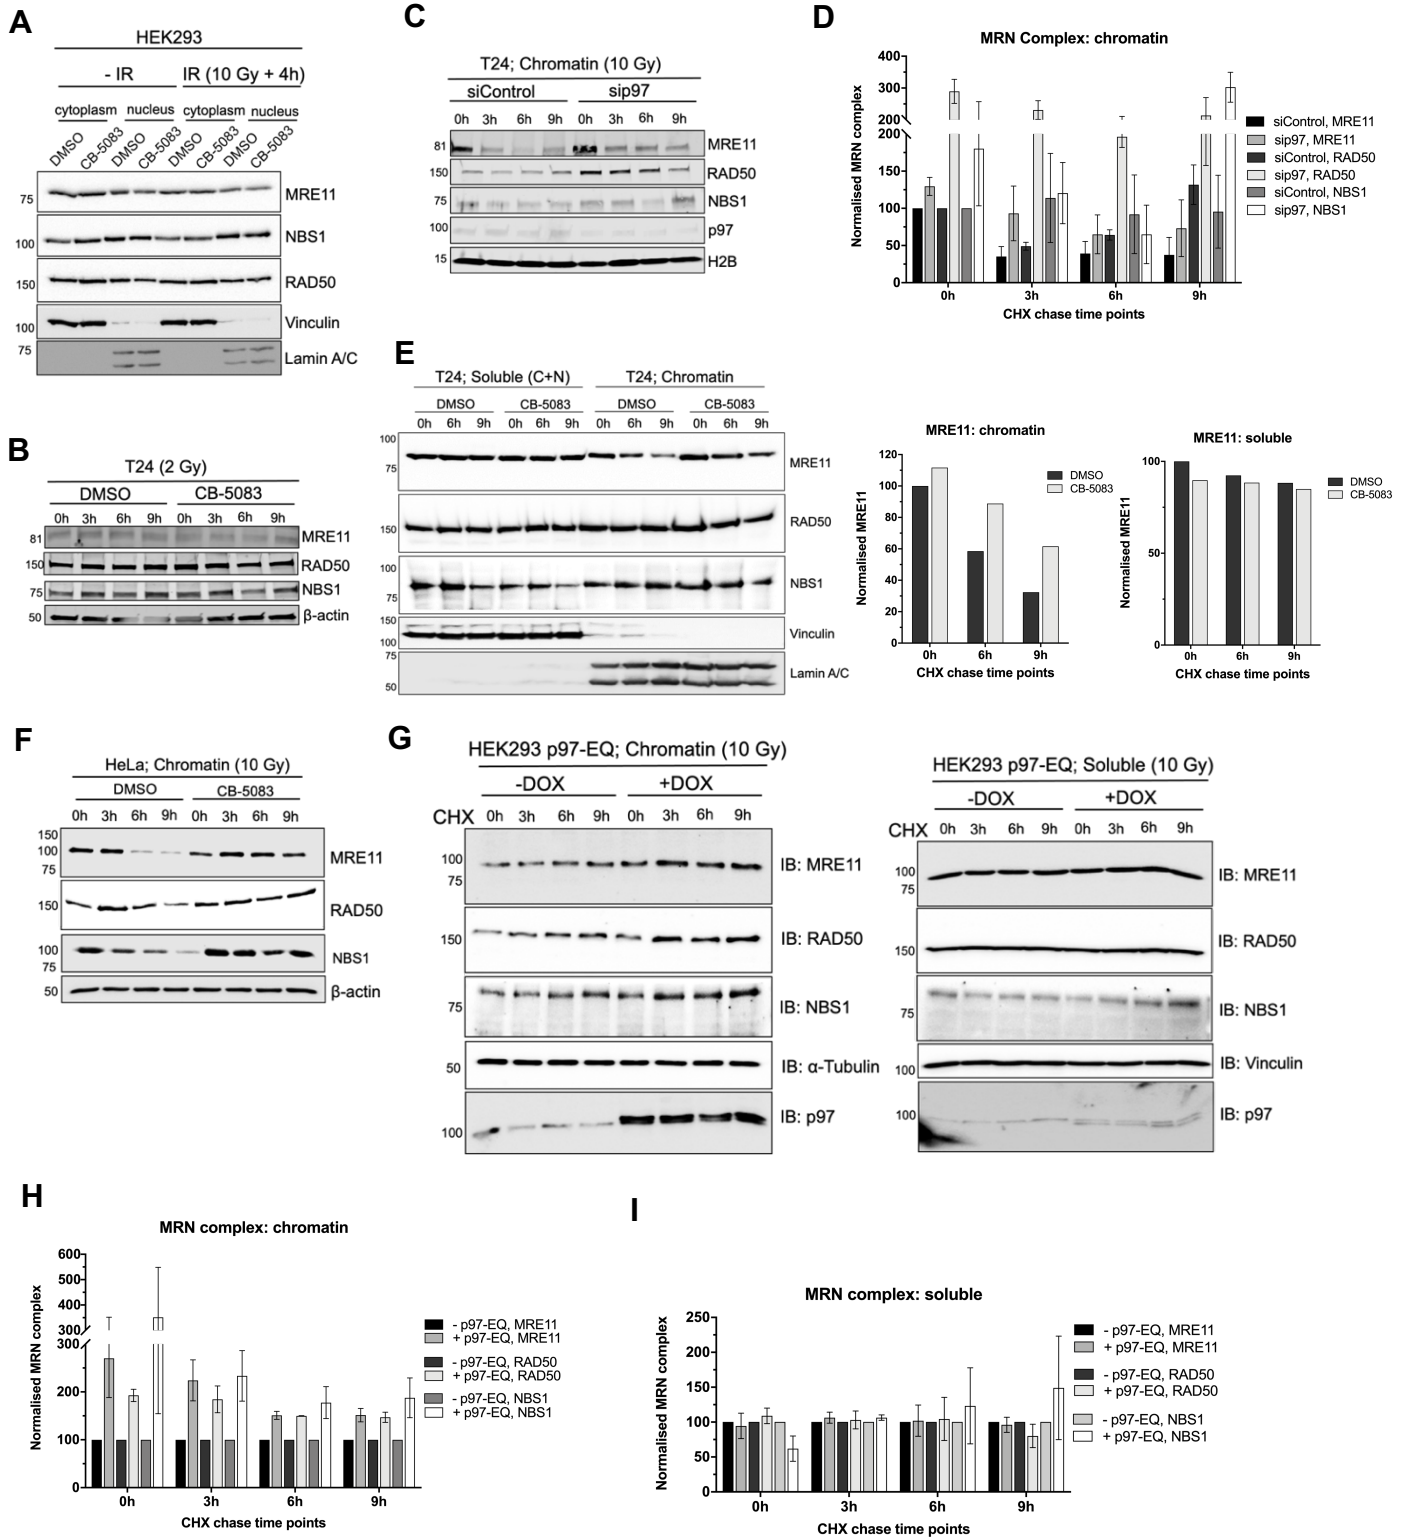 A
HEK293
- IR
IR (10 Gy + 4h)
cytoplasm nucleus cytoplasm nucleus
DMSO CB-5083 DMSO CB-5083 DMSO CB-5083 DMSO CB-5083
75 MRE11
100 NBS1
150 RAD50
100 Vinculin
75 Lamin A/C
B
T24 (2 Gy)
DMSO CB-5083
0h 3h 6h 9h 0h 3h 6h 9h
81 MRE11
150 RAD50
75 NBS1
50 β-actin
C
T24; Chromatin (10 Gy)
siControl sip97
0h 3h 6h 9h 0h 3h 6h 9h
81 MRE11
150 RAD50
75 NBS1
100 p97
15 H2B
D
MRN Complex: chromatin
Normalised MRN complex
400
300
200
200
150
100
50
0
0h 3h 6h 9h
CHX chase time points
siControl, MRE11
sip97, MRE11
siControl, RAD50
sip97, RAD50
siControl, NBS1
sip97, NBS1
E
T24; Soluble (C+N) T24; Chromatin
DMSO CB-5083 DMSO CB-5083
0h 6h 9h 0h 6h 9h 0h 6h 9h 0h 6h 9h
100
75
MRE11
150
RAD50
100
75
NBS1
150
100
Vinculin
75
50
Lamin A/C
MRE11: chromatin
Normalised MRE11
120
100
80
60
40
20
0
0h 6h 9h
CHX chase time points
DMSO
CB-5083
MRE11: soluble
Normalised MRE11
100
50
0
0h 6h 9h
CHX chase time points
DMSO
CB-5083
F
HeLa; Chromatin (10 Gy)
DMSO CB-5083
0h 3h 6h 9h 0h 3h 6h 9h
150
100
75
MRE11
150
RAD50
100
75
NBS1
50
β-actin
G
HEK293 p97-EQ; Chromatin (10 Gy)
-DOX +DOX
CHX 0h 3h 6h 9h 0h 3h 6h 9h
100
75
IB: MRE11
150
IB: RAD50
75
IB: NBS1
50
IB: α-Tubulin
100
IB: p97
HEK293 p97-EQ; Soluble (10 Gy)
-DOX +DOX
CHX 0h 3h 6h 9h 0h 3h 6h 9h
100
75
IB: MRE11
150
IB: RAD50
75
IB: NBS1
100
IB: Vinculin
100
IB: p97
H
MRN complex: chromatin
Normalised MRN complex
600
500
400
300
300
200
100
0
0h 3h 6h 9h
CHX chase time points
- p97-EQ, MRE11
+ p97-EQ, MRE11
- p97-EQ, RAD50
+ p97-EQ, RAD50
- p97-EQ, NBS1
+ p97-EQ, NBS1
I
MRN complex: soluble
Normalised MRN complex
250
200
150
100
50
0
0h 3h 6h 9h
CHX chase time points
- p97-EQ, MRE11
+ p97-EQ, MRE11
- p97-EQ, RAD50
+ p97-EQ, RAD50
- p97-EQ, NBS1
+ p97-EQ, NBS1